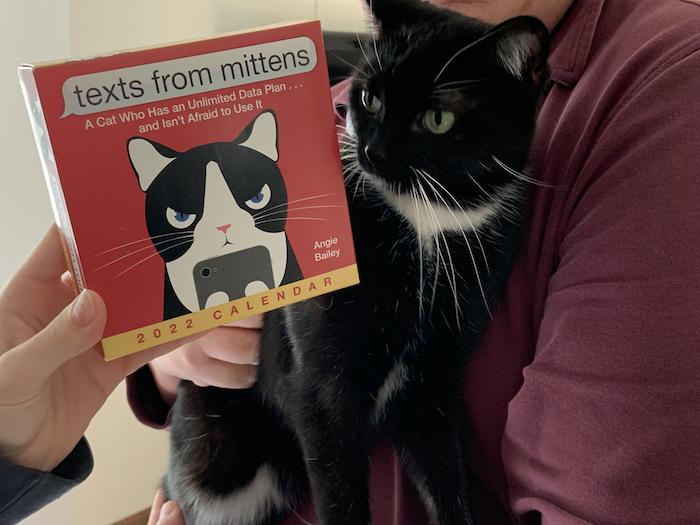 texts from mittens
A Cat Who Has an Unlimited Data Plan...
and Isn't Afraid to Use It
Angie
Bailey
2022 CALENDAR